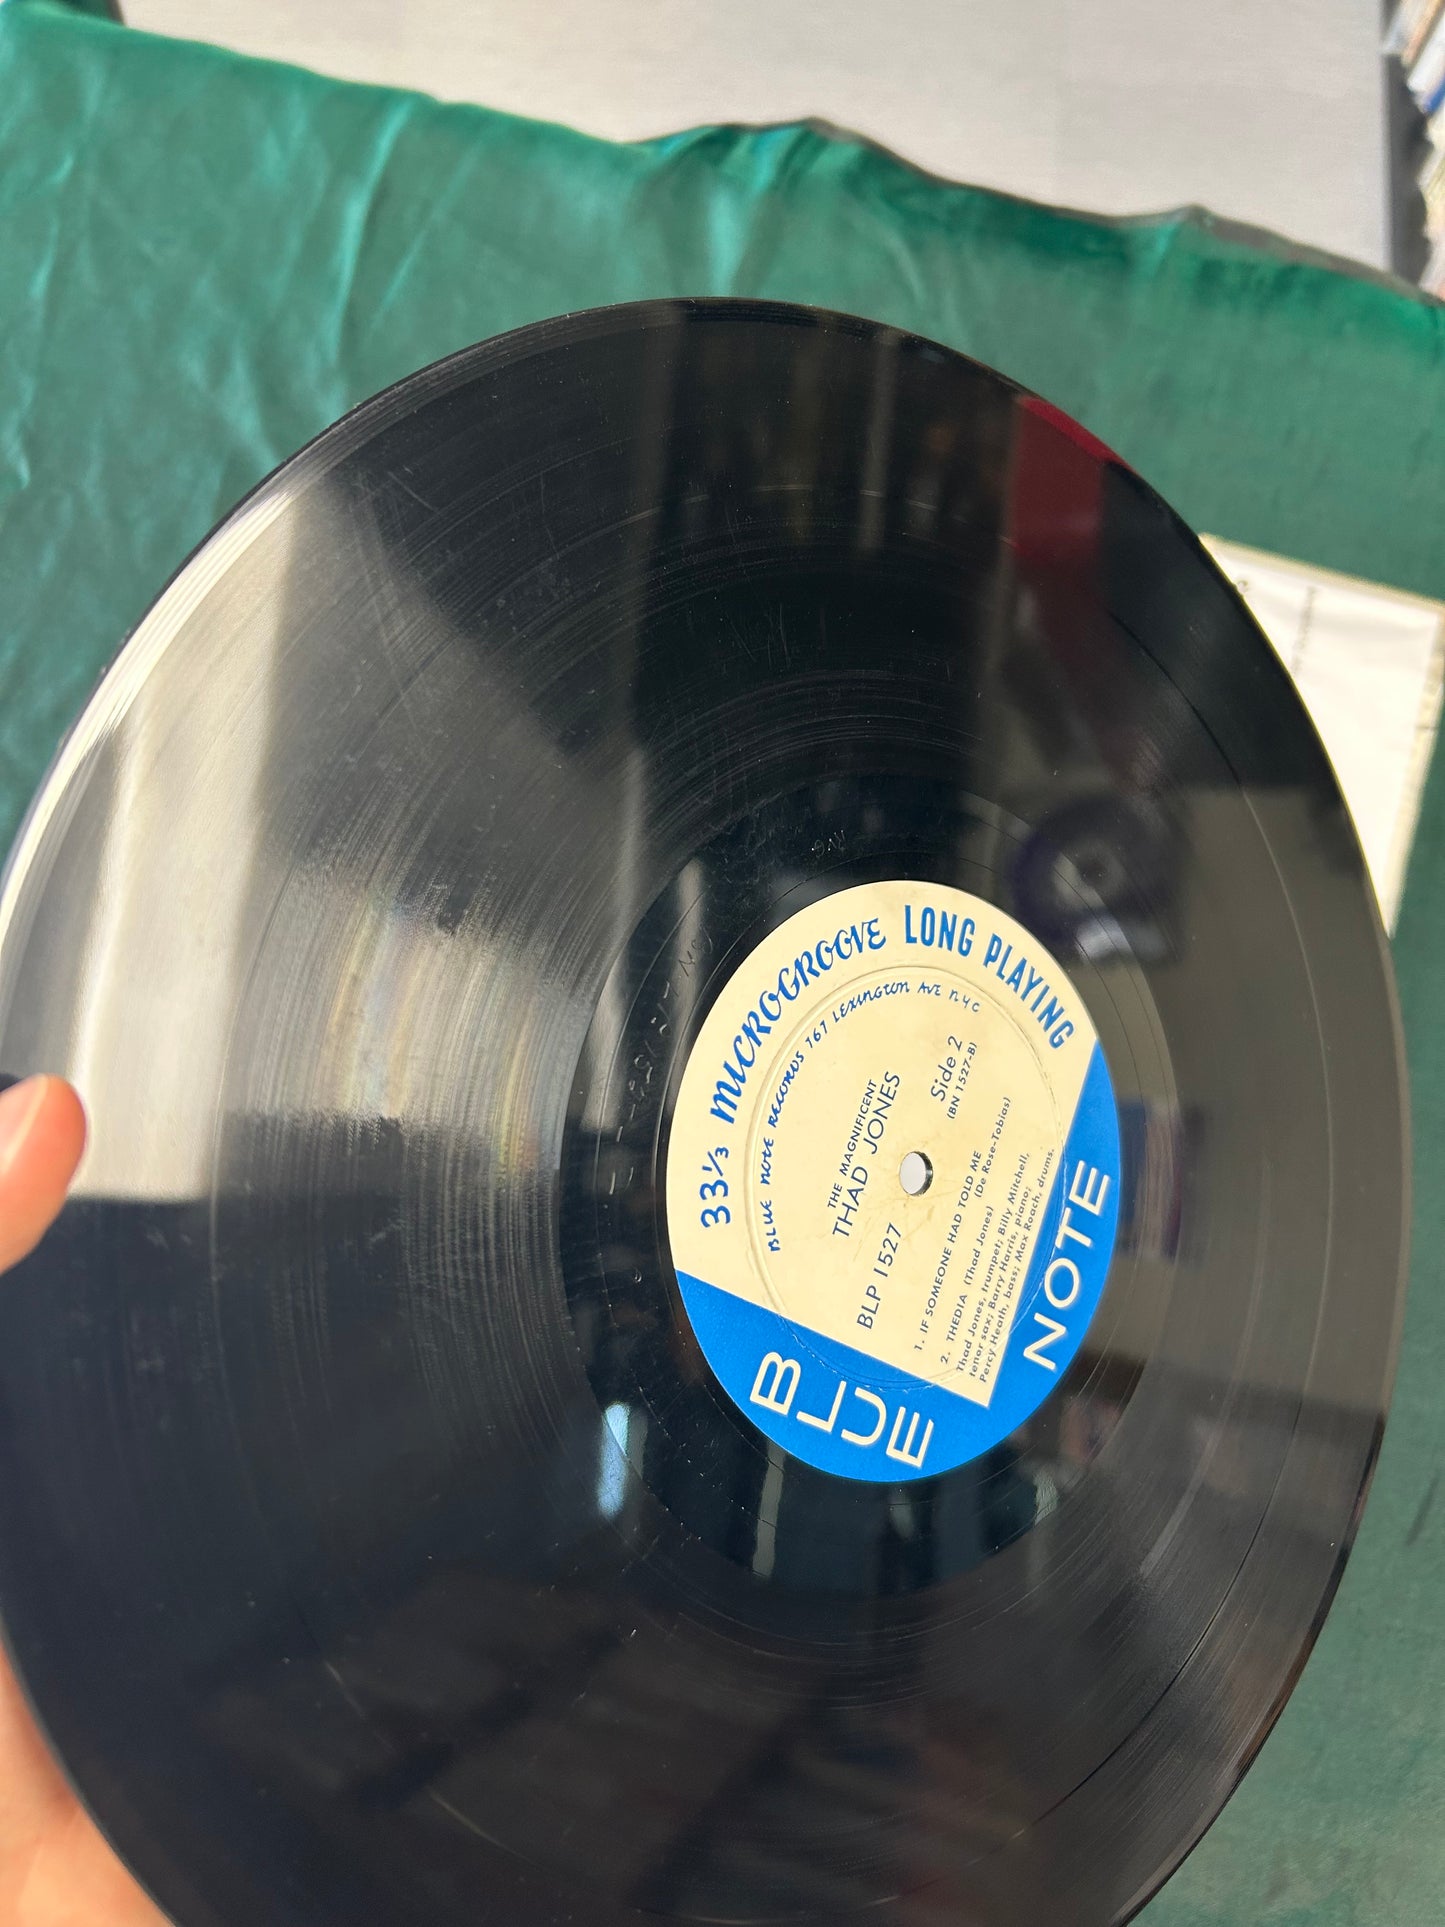 33⅓ MICROGROOVE LONG PLAYING
BLUE NOTE RECORDS 767 LEXINGTON AVE NYC
THE MAGNIFICENT
THAD JONES
BLP 1527
Side 2
(BN 1527-B)
1. IF SOMEONE HAD TOLD ME
(De Rose-Tobias)
2. THEDIA (Thad Jones)
Thad Jones, trumpet; Billy Mitchell,
tenor sax; Barry Harris, piano;
Percy Heath, bass; Max Roach, drums.
BLUE
NOTE